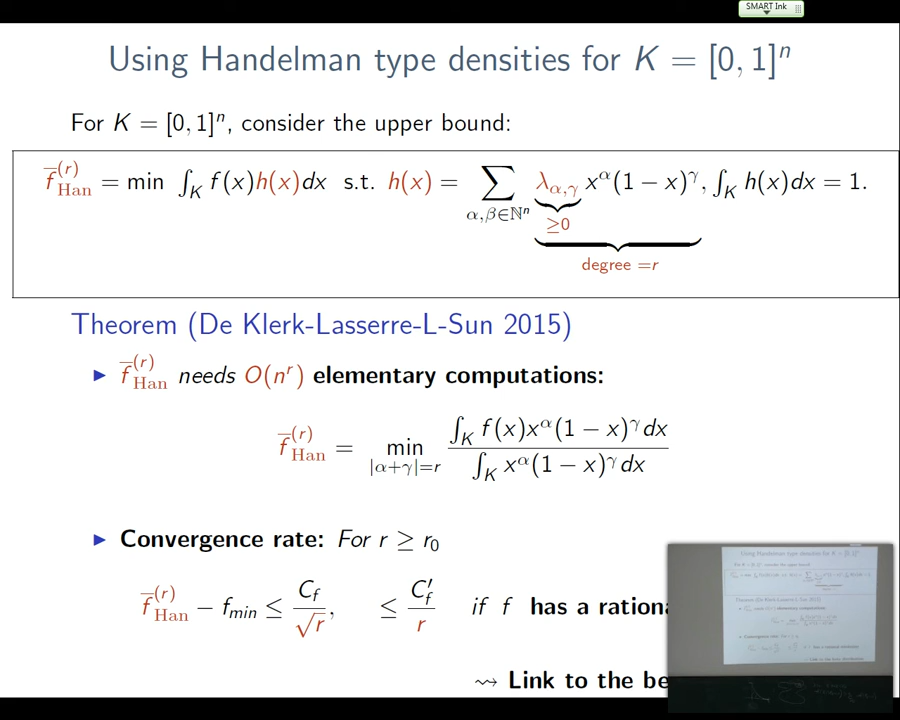 SMART Ink
Using Handelman type densities for K = [0, 1]ⁿ
For K = [0, 1]ⁿ, consider the upper bound:
f̅_Han^(r) = min ∫_K f(x)h(x)dx s.t. h(x) = ∑_{α,β∈ℕⁿ} λ_{α,γ} x^α(1 − x)^γ, ∫_K h(x)dx = 1.
≥0
degree =r
Theorem (De Klerk-Lasserre-L-Sun 2015)
▶ f̅_Han^(r) needs O(n^r) elementary computations:
f̅_Han^(r) = min_{|α+γ|=r} ∫_K f(x)x^α(1 − x)^γ dx / ∫_K x^α(1 − x)^γ dx
▶ Convergence rate: For r ≥ r₀
f̅_Han^(r) − f_min ≤ C_f/√r, ≤ C′_f/r if f has a rationa
⇝ Link to the be